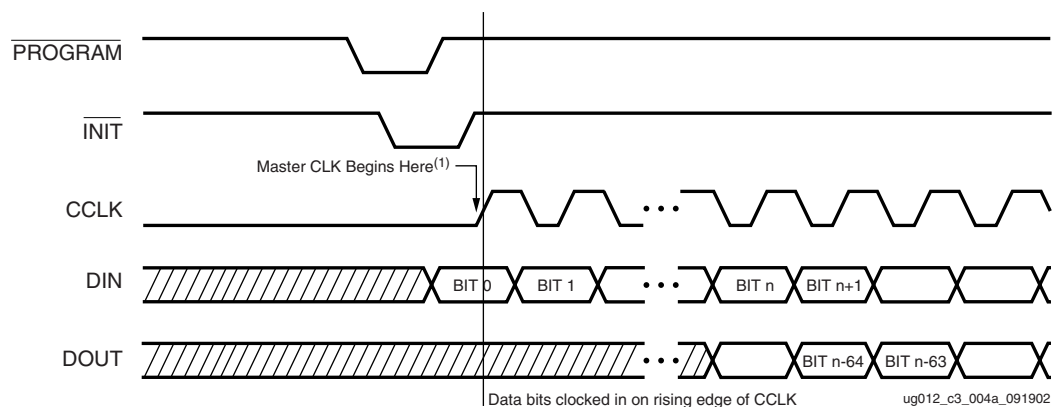 PROGRAM
INIT
Master CLK Begins Here(1)
CCLK
DIN
BIT 0
BIT 1
BIT n
BIT n+1
DOUT
BIT n-64
BIT n-63
Data bits clocked in on rising edge of CCLK
ug012_c3_004a_091902